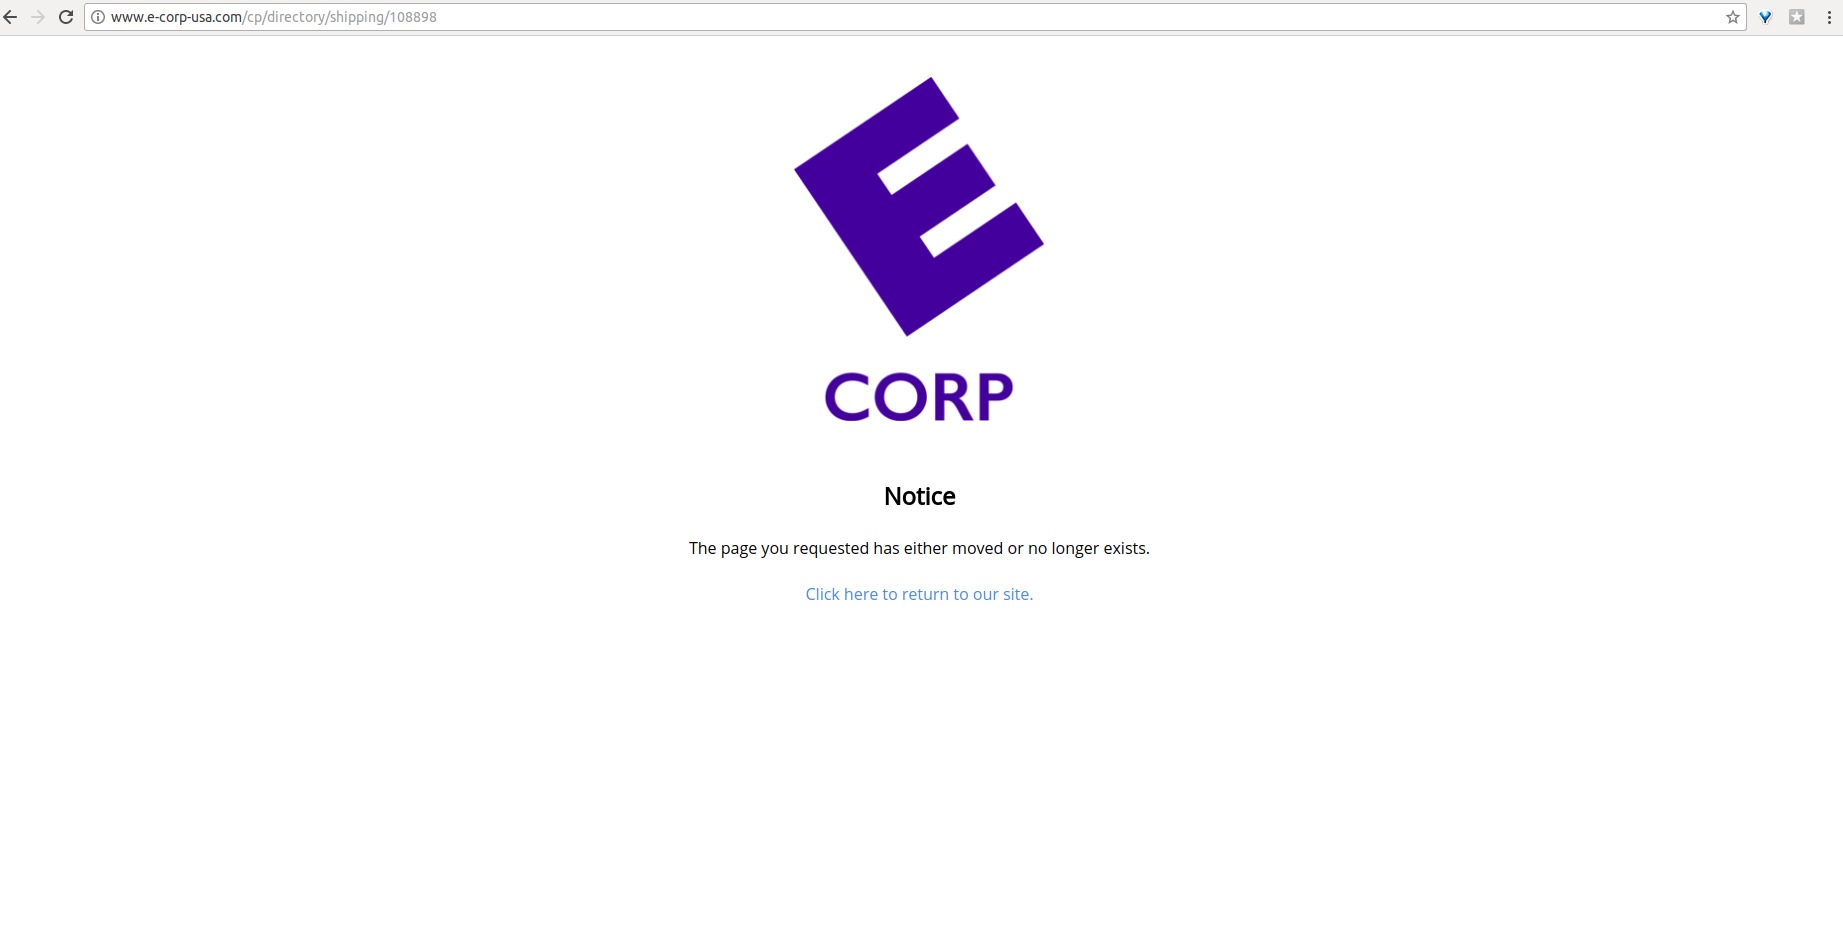 www.e-corp-usa.com/cp/directory/shipping/108898
E
CORP
Notice
The page you requested has either moved or no longer exists.
Click here to return to our site.